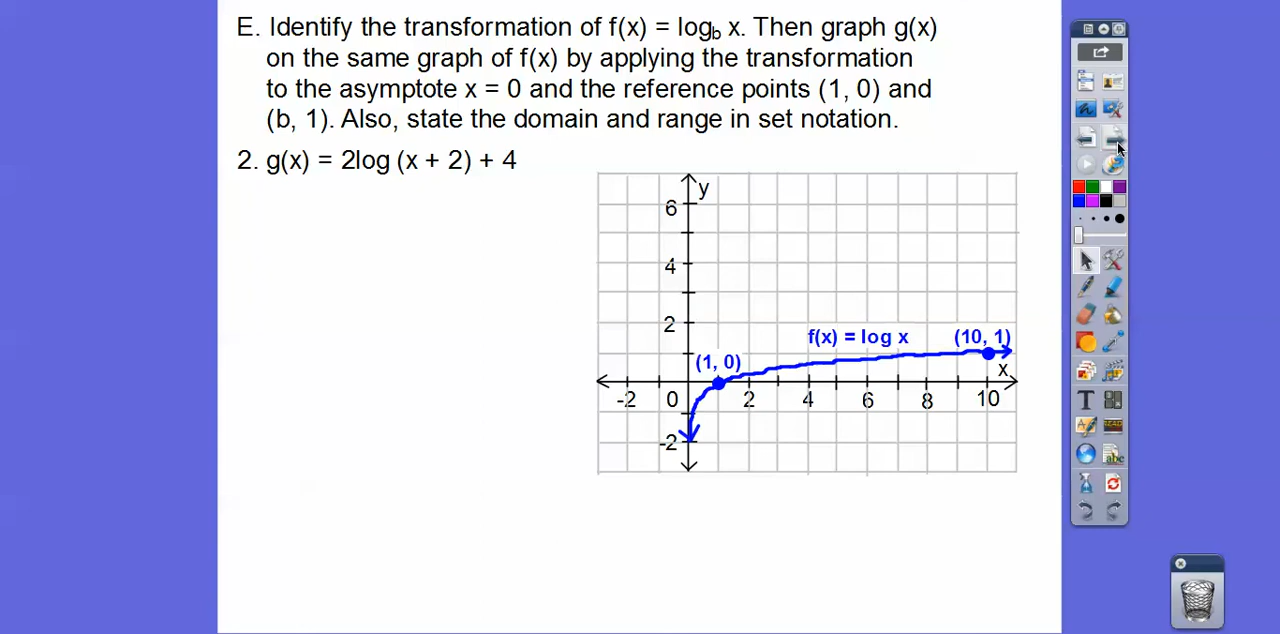 E. Identify the transformation of f(x) = log_b x. Then graph g(x)
on the same graph of f(x) by applying the transformation
to the asymptote x = 0 and the reference points (1, 0) and
(b, 1). Also, state the domain and range in set notation.
2. g(x) = 2log (x + 2) + 4
y
6
4
2
f(x) = log x (10, 1)
(1, 0)
x
-2 0 2 4 6 8 10
-2